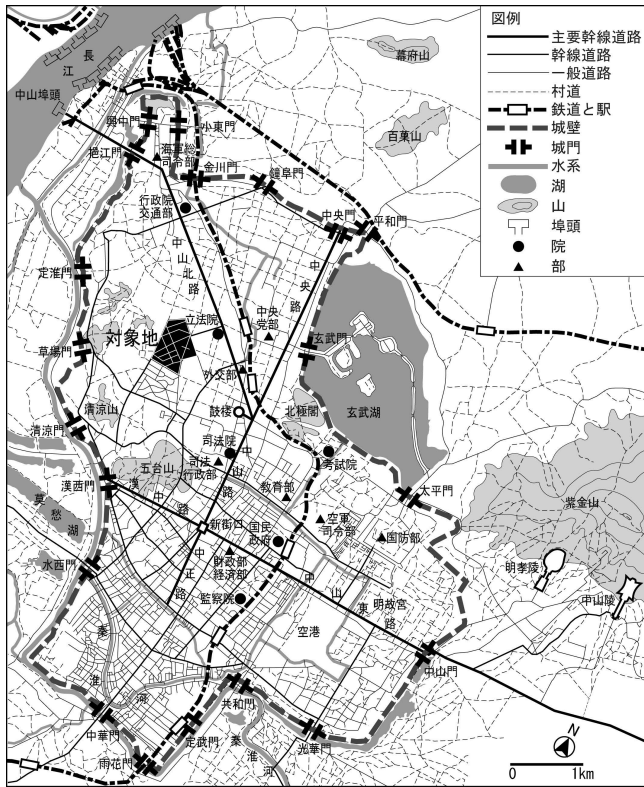 図例
主要幹線道路
幹線道路
一般道路
村道
鉄道と駅
城壁
城門
水系
湖
山
埠頭
院
部
長江
中山埠頭
幕府山
百菓山
興中門
小東門
海軍総
司令部
挹江門
金川門
鐘阜門
行政院
交通部
中央門
平和門
中山北路
中央路
定淮門
立法院
中央
党部
玄武門
対象地
草場門
外交部
清涼山
鼓楼
北極閣
玄武湖
清涼門
司法院
考試院
五台山
司法
行政部
中山路
漢西門
漢中路
教育部
太平門
紫金山
莫愁湖
新街口
国民
政府
空軍
司令部
国防部
水西門
中正路
財政部
経済部
中山東路
明孝陵
監察院
明故宮
中山陵
秦淮河
空港
中山門
共和門
中華門
定武門
秦淮河
光華門
雨花門
N
0
1km